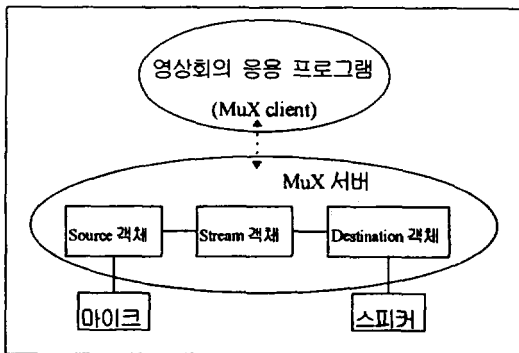 영상회의 응용 프로그램
(MuX client)
MuX 서버
Source 객체
Stream 객체
Destination 객체
마이크
스피커